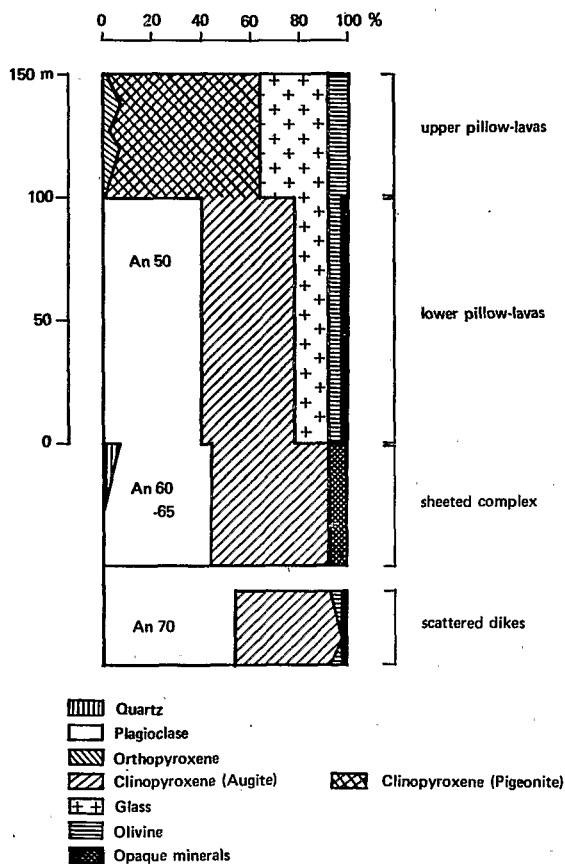 0 20 40 60 80 100 %
150 m
upper pillow-lavas
100
An 50
50
lower pillow-lavas
0
An 60
-65
sheeted complex
An 70
scattered dikes
Quartz
Plagioclase
Orthopyroxene
Clinopyroxene (Augite) Clinopyroxene (Pigeonite)
Glass
Olivine
Opaque minerals